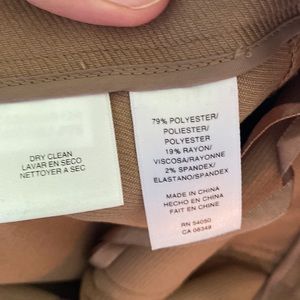 DRY CLEAN
LAVAR EN SECO
NETTOYER A SEC
79% POLYESTER/
POLIESTER/
POLYESTER
19% RAYON/
VISCOSA/RAYONNE
2% SPANDEX/
ELASTANO/SPANDEX
MADE IN CHINA
HECHO EN CHINA
FAIT EN CHINE
RN 54050
CA 08349